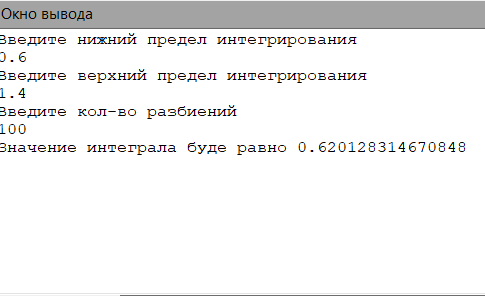 Окно вывода
Введите нижний предел интегрирования
0.6
Введите верхний предел интегрирования
1.4
Введите кол-во разбиений
100
Значение интеграла буде равно 0.620128314670848